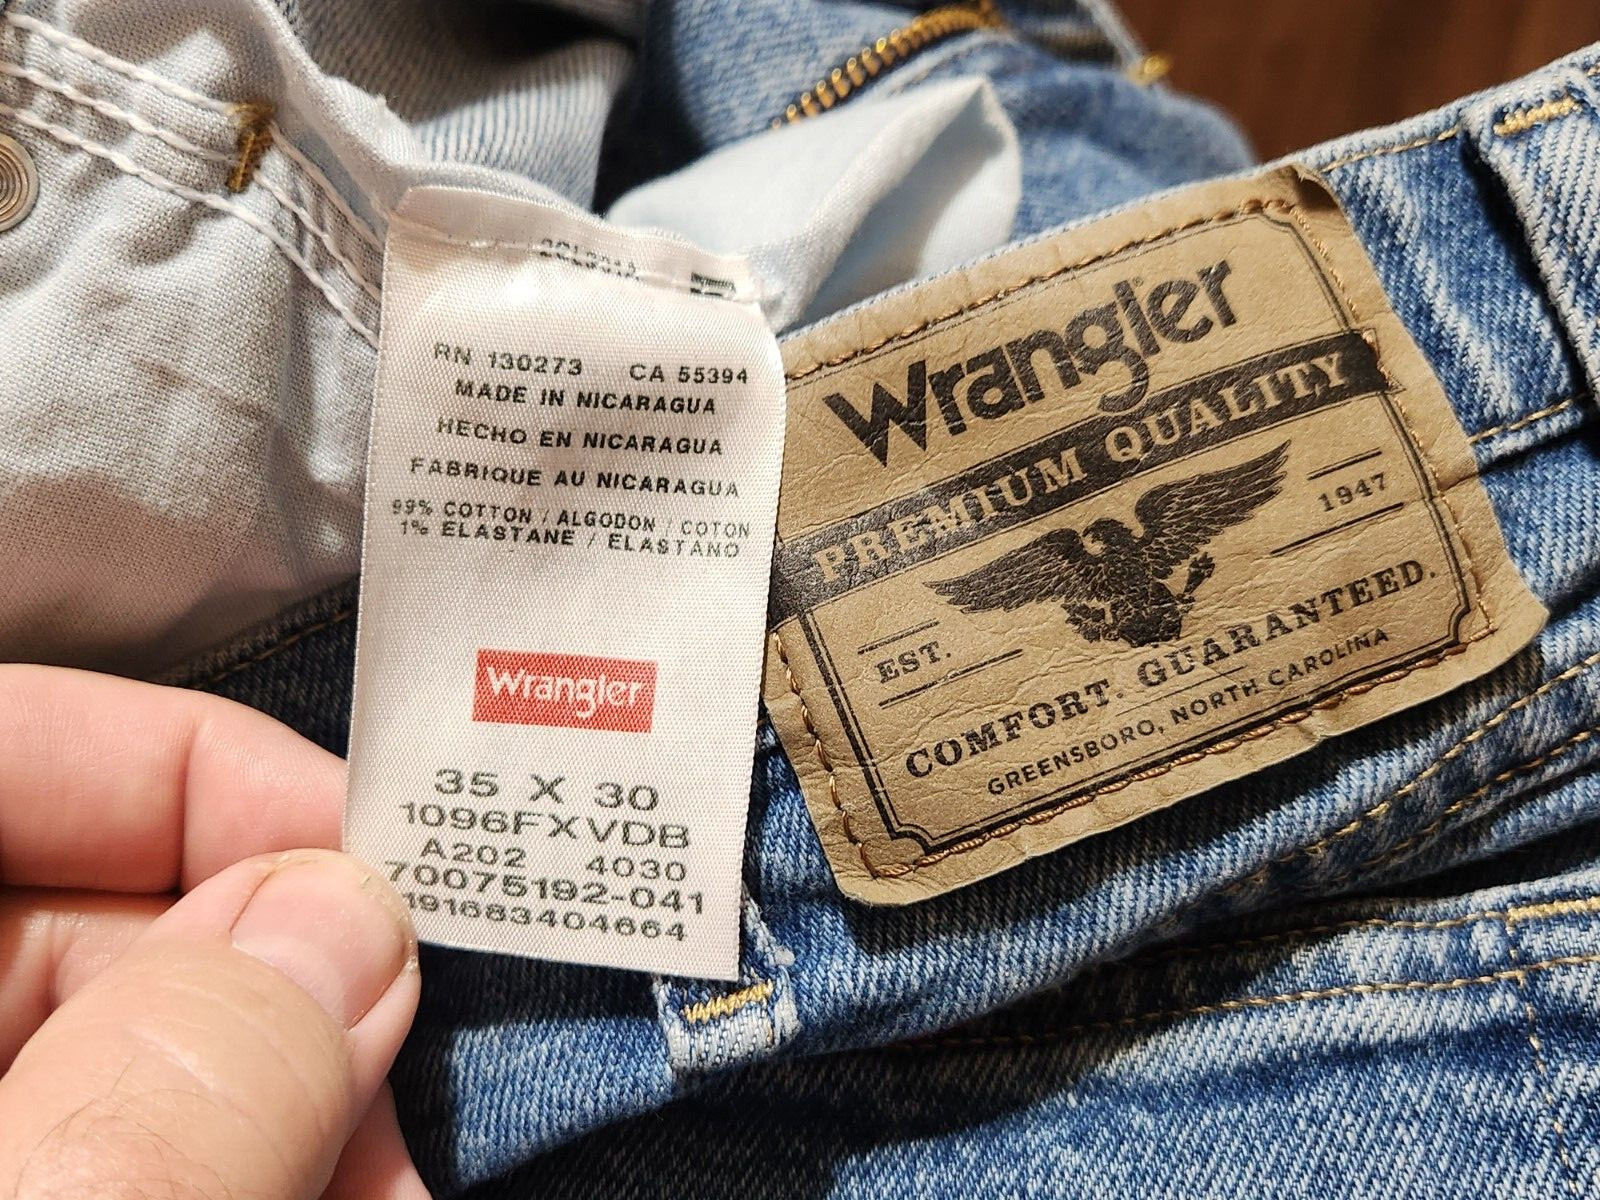 RN 130273 CA 55394
MADE IN NICARAGUA
HECHO EN NICARAGUA
FABRIQUE AU NICARAGUA
99% COTTON / ALGODON / COTON
1% ELASTANE / ELASTANO
Wrangler
35 X 30
1096FXVDB
A202 4030
70075192-041
191683404664
Wrangler
PREMIUM QUALITY
EST. 1947
COMFORT. GUARANTEED.
GREENSBORO, NORTH CAROLINA